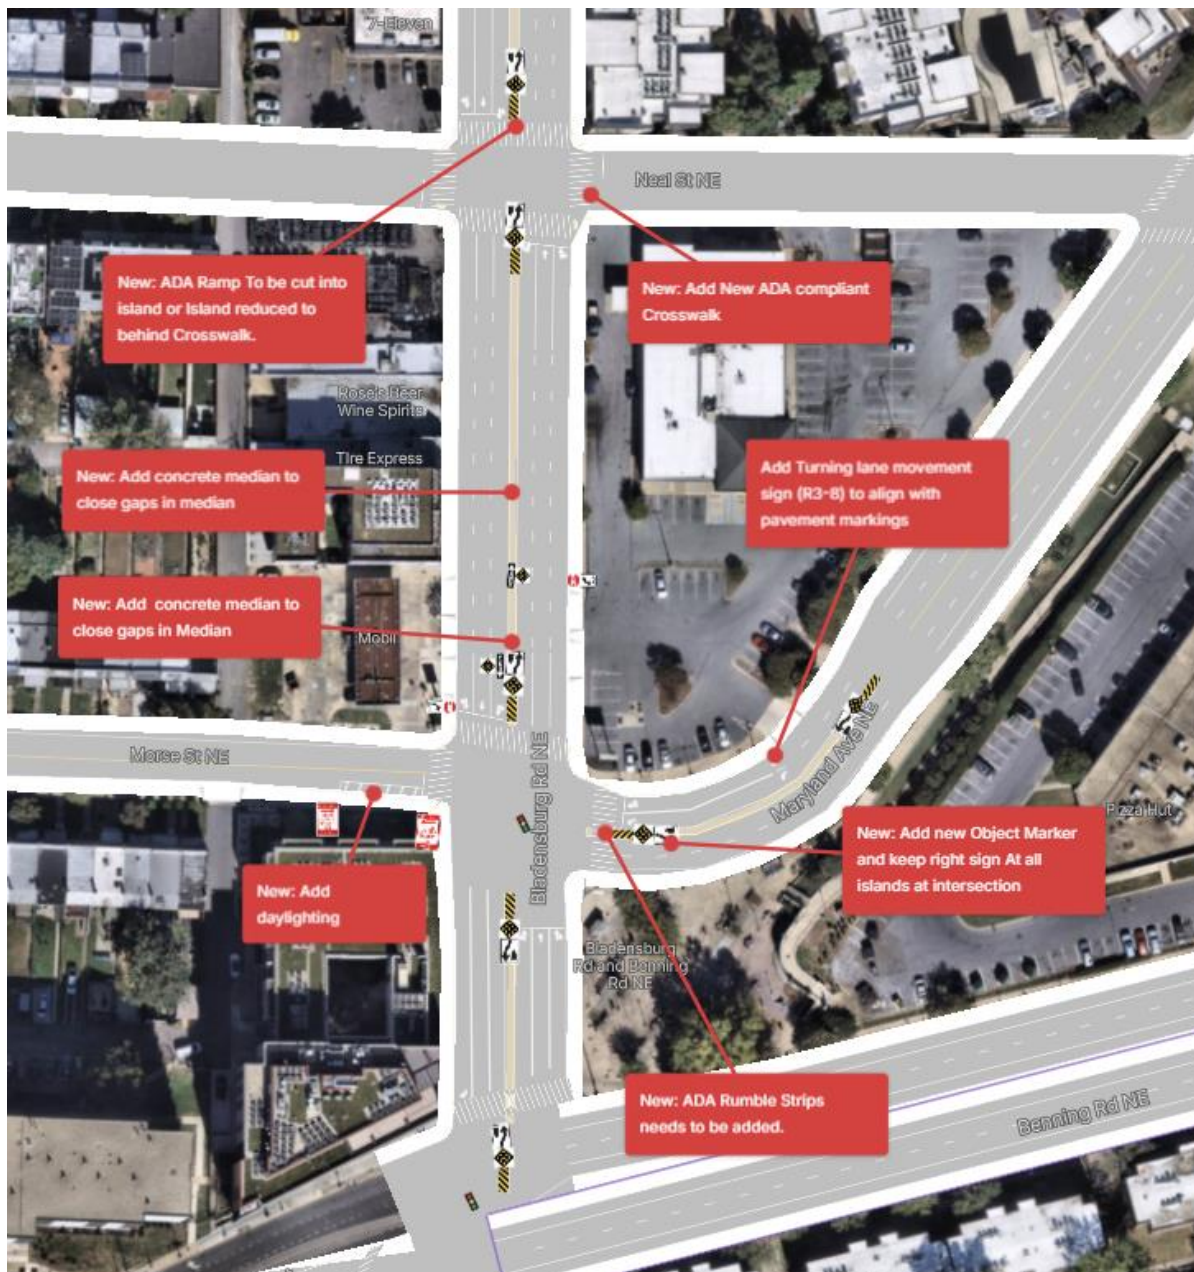 7-Eleven
Neal St NE
New: ADA Ramp To be cut into
island or Island reduced to
behind Crosswalk.
New: Add New ADA compliant
Crosswalk
Rose's Beer
Wine Spirits
Tire Express
New: Add concrete median to
close gaps in median
Add Turning lane movement
sign (R3-8) to align with
pavement markings
New: Add  concrete median to
close gaps in Median
Mobil
Morse St NE
Bladensburg Rd NE
Maryland Ave NE
Pizza Hut
New: Add new Object Marker
and keep right sign At all
islands at intersection
New: Add
daylighting
Bladensburg
Rd and Benning
Rd NE
New: ADA Rumble Strips
needs to be added.
Benning Rd NE